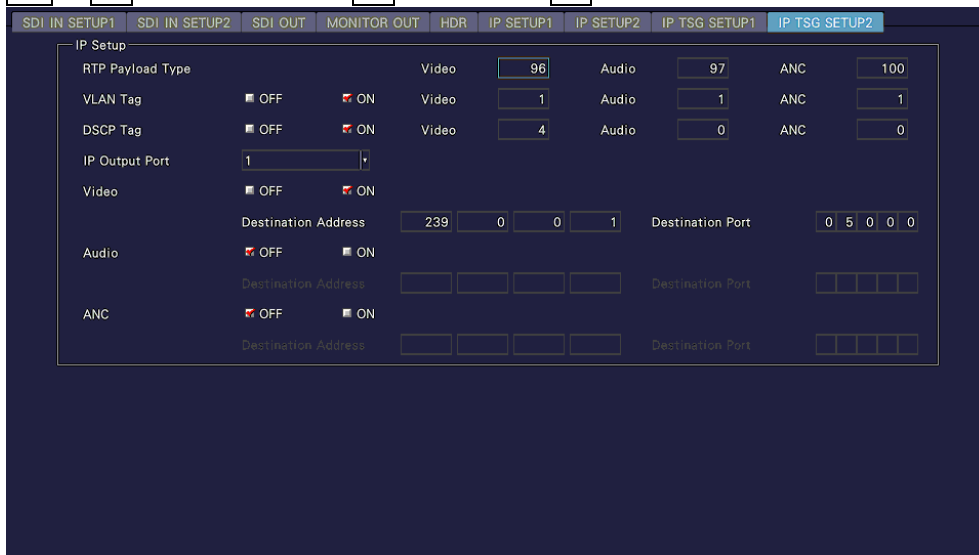 SDI IN SETUP1 SDI IN SETUP2 SDI OUT MONITOR OUT HDR IP SETUP1 IP SETUP2 IP TSG SETUP1 IP TSG SETUP2
IP Setup
RTP Payload Type Video 96 Audio 97 ANC 100
VLAN Tag OFF ON Video 1 Audio 1 ANC 1
DSCP Tag OFF ON Video 4 Audio 0 ANC 0
IP Output Port 1
Video OFF ON
Destination Address 239 0 0 1 Destination Port 0 5 0 0 0
Audio OFF ON
Destination Address Destination Port
ANC OFF ON
Destination Address Destination Port